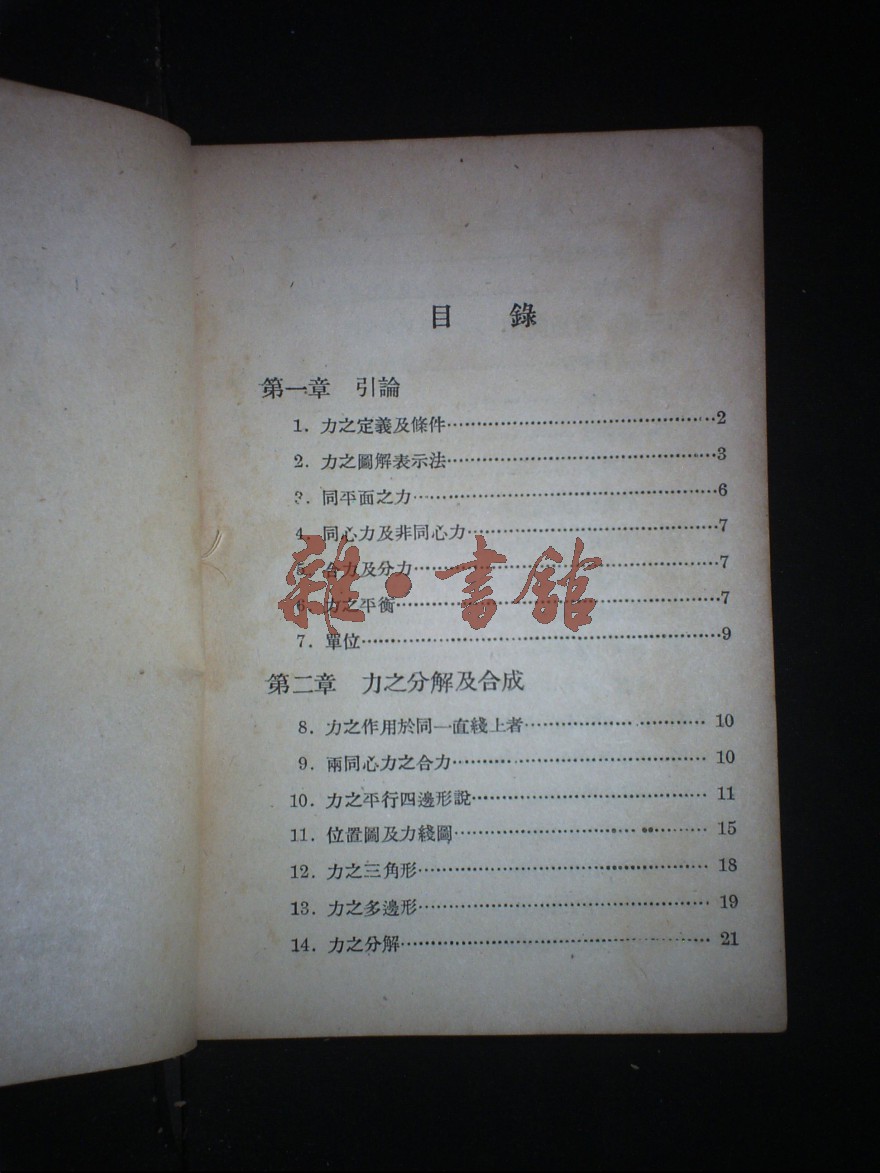 目 錄
第一章 引論
1. 力之定義及條件………………………………2
2. 力之圖解表示法………………………………3
3. 同平面之力………………………………6
4. 同心力及非同心力………………………………7
5. 合力及分力………………………………7
6. 力之平衡………………………………7
7. 單位………………………………9
第二章 力之分解及合成
8. 力之作用於同一直綫上者………………………………10
9. 兩同心力之合力………………………………10
10. 力之平行四邊形說………………………………11
11. 位置圖及力綫圖………………………………15
12. 力之三角形………………………………18
13. 力之多邊形………………………………19
14. 力之分解………………………………21
雜·書舘